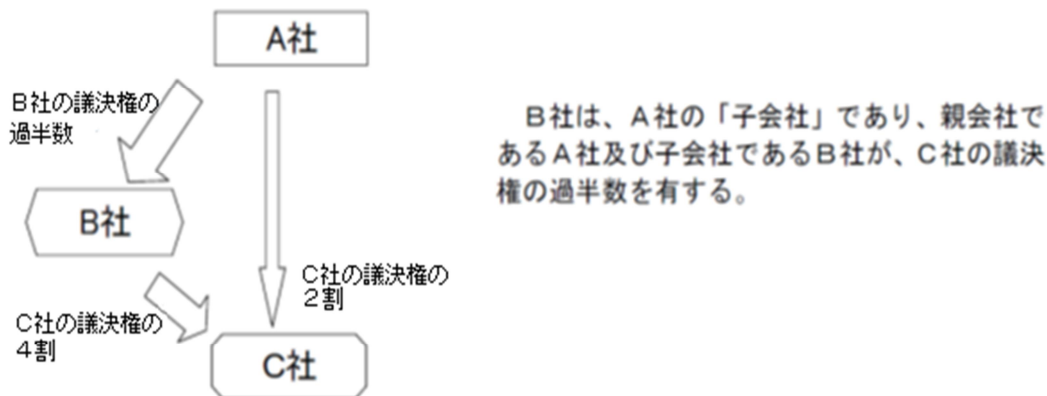 A社
B社の議決権の
過半数
B社は、A社の「子会社」であり、親会社で
あるA社及び子会社であるB社が、C社の議決
権の過半数を有する。
B社
C社の議決権の
2割
C社の議決権の
4割
C社